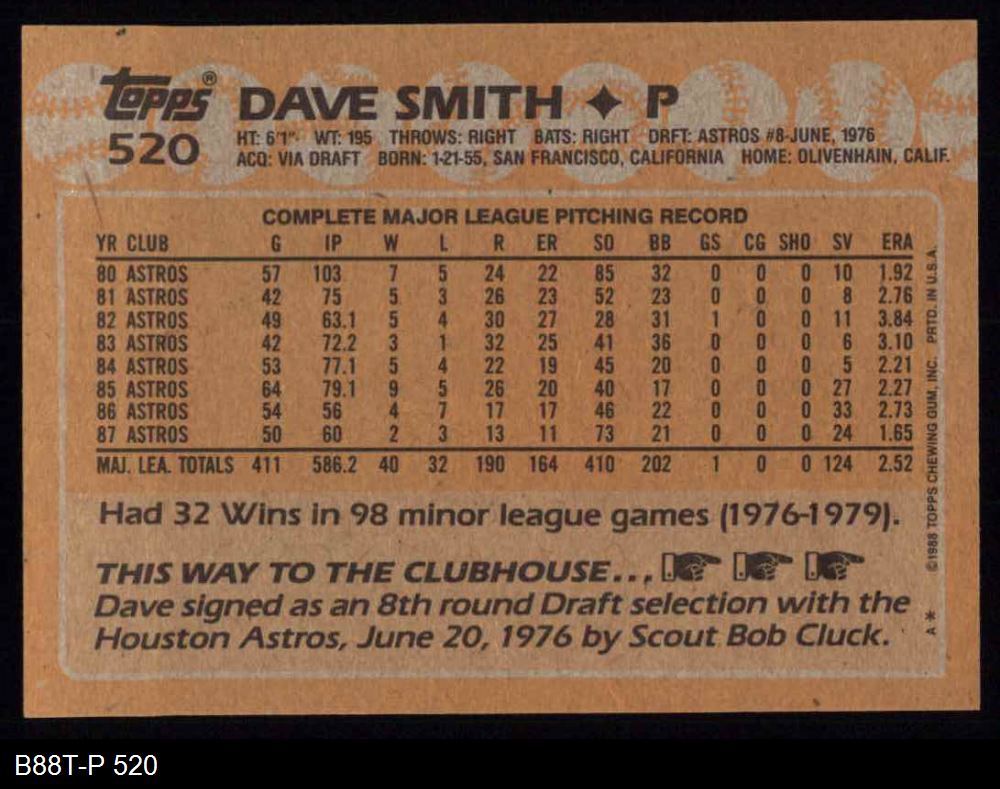 Topps®
520
DAVE SMITH ✦ P
HT: 6'1" WT: 195 THROWS: RIGHT BATS: RIGHT DRFT: ASTROS #8-JUNE, 1976
ACQ: VIA DRAFT BORN: 1-21-55, SAN FRANCISCO, CALIFORNIA HOME: OLIVENHAIN, CALIF.
COMPLETE MAJOR LEAGUE PITCHING RECORD
YR CLUB G IP W L R ER SO BB GS CG SHO SV ERA
80 ASTROS 57 103 7 5 24 22 85 32 0 0 0 10 1.92
81 ASTROS 42 75 5 3 26 23 52 23 0 0 0 8 2.76
82 ASTROS 49 63.1 5 4 30 27 28 31 1 0 0 11 3.84
83 ASTROS 42 72.2 3 1 32 25 41 36 0 0 0 6 3.10
84 ASTROS 53 77.1 5 4 22 19 45 20 0 0 0 5 2.21
85 ASTROS 64 79.1 9 5 26 20 40 17 0 0 0 27 2.27
86 ASTROS 54 56 4 7 17 17 46 22 0 0 0 33 2.73
87 ASTROS 50 60 2 3 13 11 73 21 0 0 0 24 1.65
MAJ. LEA. TOTALS 411 586.2 40 32 190 164 410 202 1 0 0 124 2.52
Had 32 Wins in 98 minor league games (1976-1979).
THIS WAY TO THE CLUBHOUSE...
Dave signed as an 8th round Draft selection with the
Houston Astros, June 20, 1976 by Scout Bob Cluck.
A * ©1988 TOPPS CHEWING GUM, INC. PRTD. IN U.S.A.
B88T-P 520